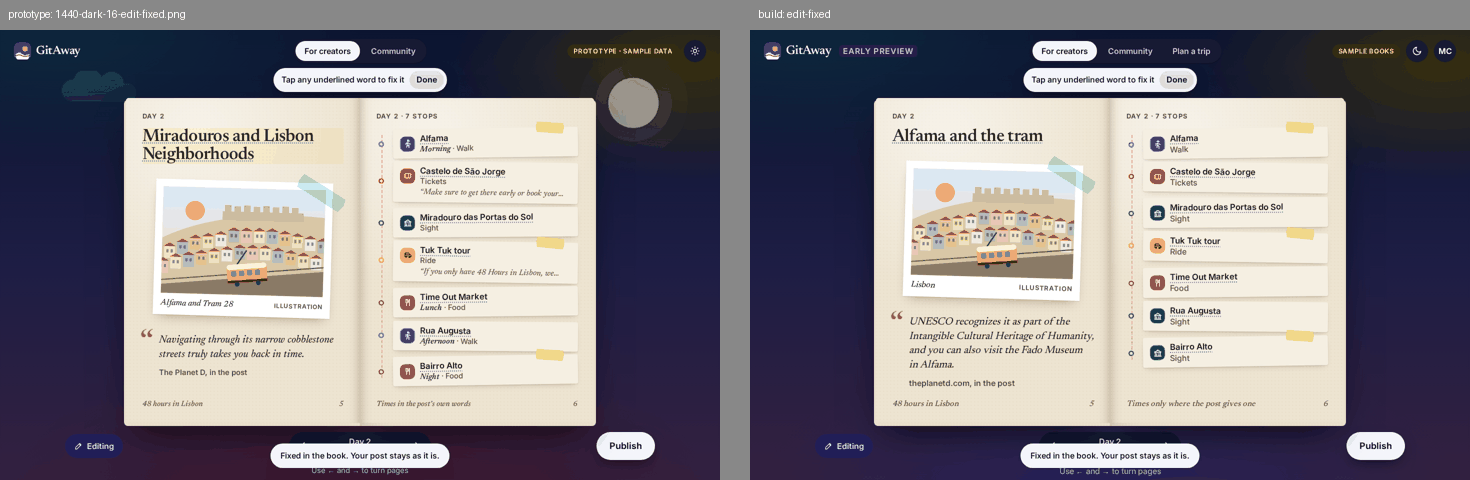 prototype: 1440-dark-16-edit-fixed.png
GitAway
For creators
Community
PROTOTYPE · SAMPLE DATA
Tap any underlined word to fix it
Done
DAY 2
Miradouros and Lisbon
Neighborhoods
Alfama and Tram 28
ILLUSTRATION
“ Navigating through its narrow cobblestone
streets truly takes you back in time.
The Planet D, in the post
48 hours in Lisbon
5
DAY 2 · 7 STOPS
Alfama
Morning · Walk
Castelo de São Jorge
Tickets
“Make sure to get there early or book your...
Miradouro das Portas do Sol
Sight
Tuk Tuk tour
Ride
“If you only have 48 Hours in Lisbon, we...
Time Out Market
Lunch · Food
Rua Augusta
Afternoon · Walk
Bairro Alto
Night · Food
Times in the post's own words
6
Editing
Day 2
Fixed in the book. Your post stays as it is.
Use ← and → to turn pages
Publish
build: edit-fixed
GitAway
EARLY PREVIEW
For creators
Community
Plan a trip
SAMPLE BOOKS
MC
Tap any underlined word to fix it
Done
DAY 2
Alfama and the tram
Lisbon
ILLUSTRATION
“ UNESCO recognizes it as part of the
Intangible Cultural Heritage of Humanity,
and you can also visit the Fado Museum
in Alfama.
theplanetd.com, in the post
48 hours in Lisbon
5
DAY 2 · 7 STOPS
Alfama
Walk
Castelo de São Jorge
Tickets
Miradouro das Portas do Sol
Sight
Tuk Tuk tour
Ride
Time Out Market
Food
Rua Augusta
Sight
Bairro Alto
Sight
Times only where the post gives one
6
Editing
Day 2
Fixed in the book. Your post stays as it is.
Use ← and → to turn pages
Publish